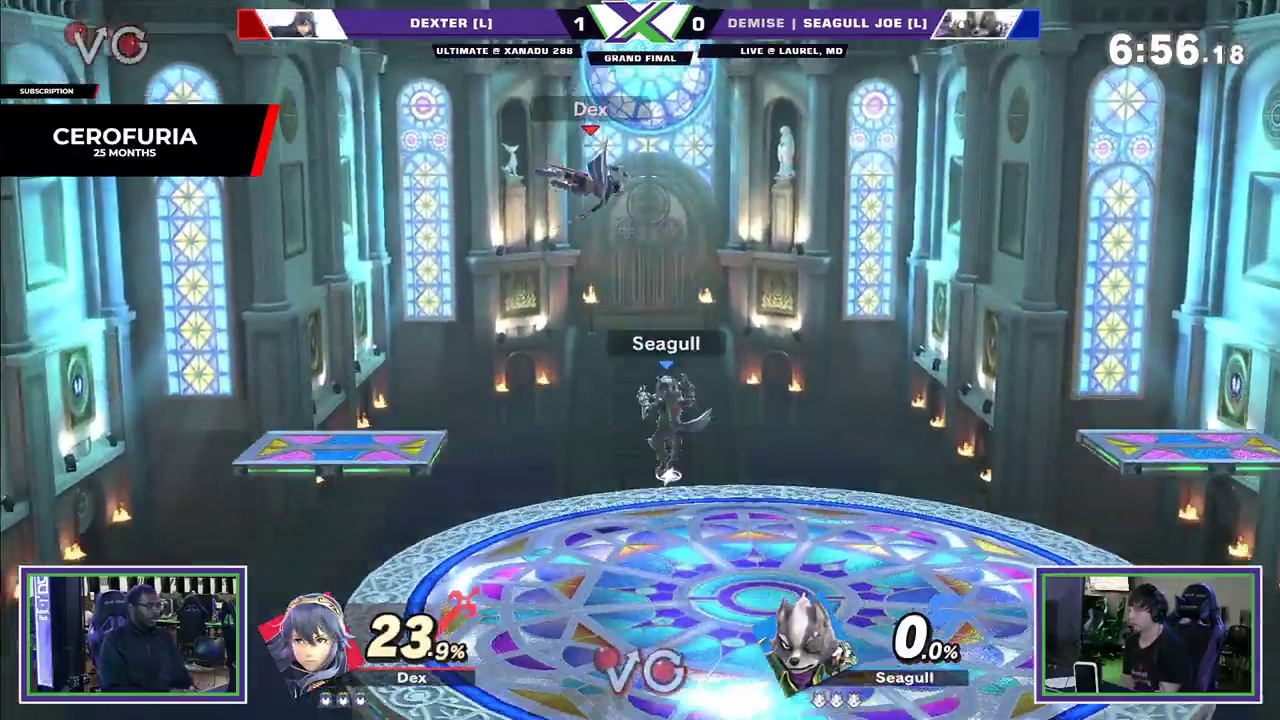 DEXTER [L]
1
0
DEMISE | SEAGULL JOE [L]
ULTIMATE @ XANADU 288
LIVE @ LAUREL, MD
GRAND FINAL
6:56.18
VG
SUBSCRIPTION
CEROFURIA
25 MONTHS
Dex
Seagull
23.9%
Dex
VG
0.0%
Seagull